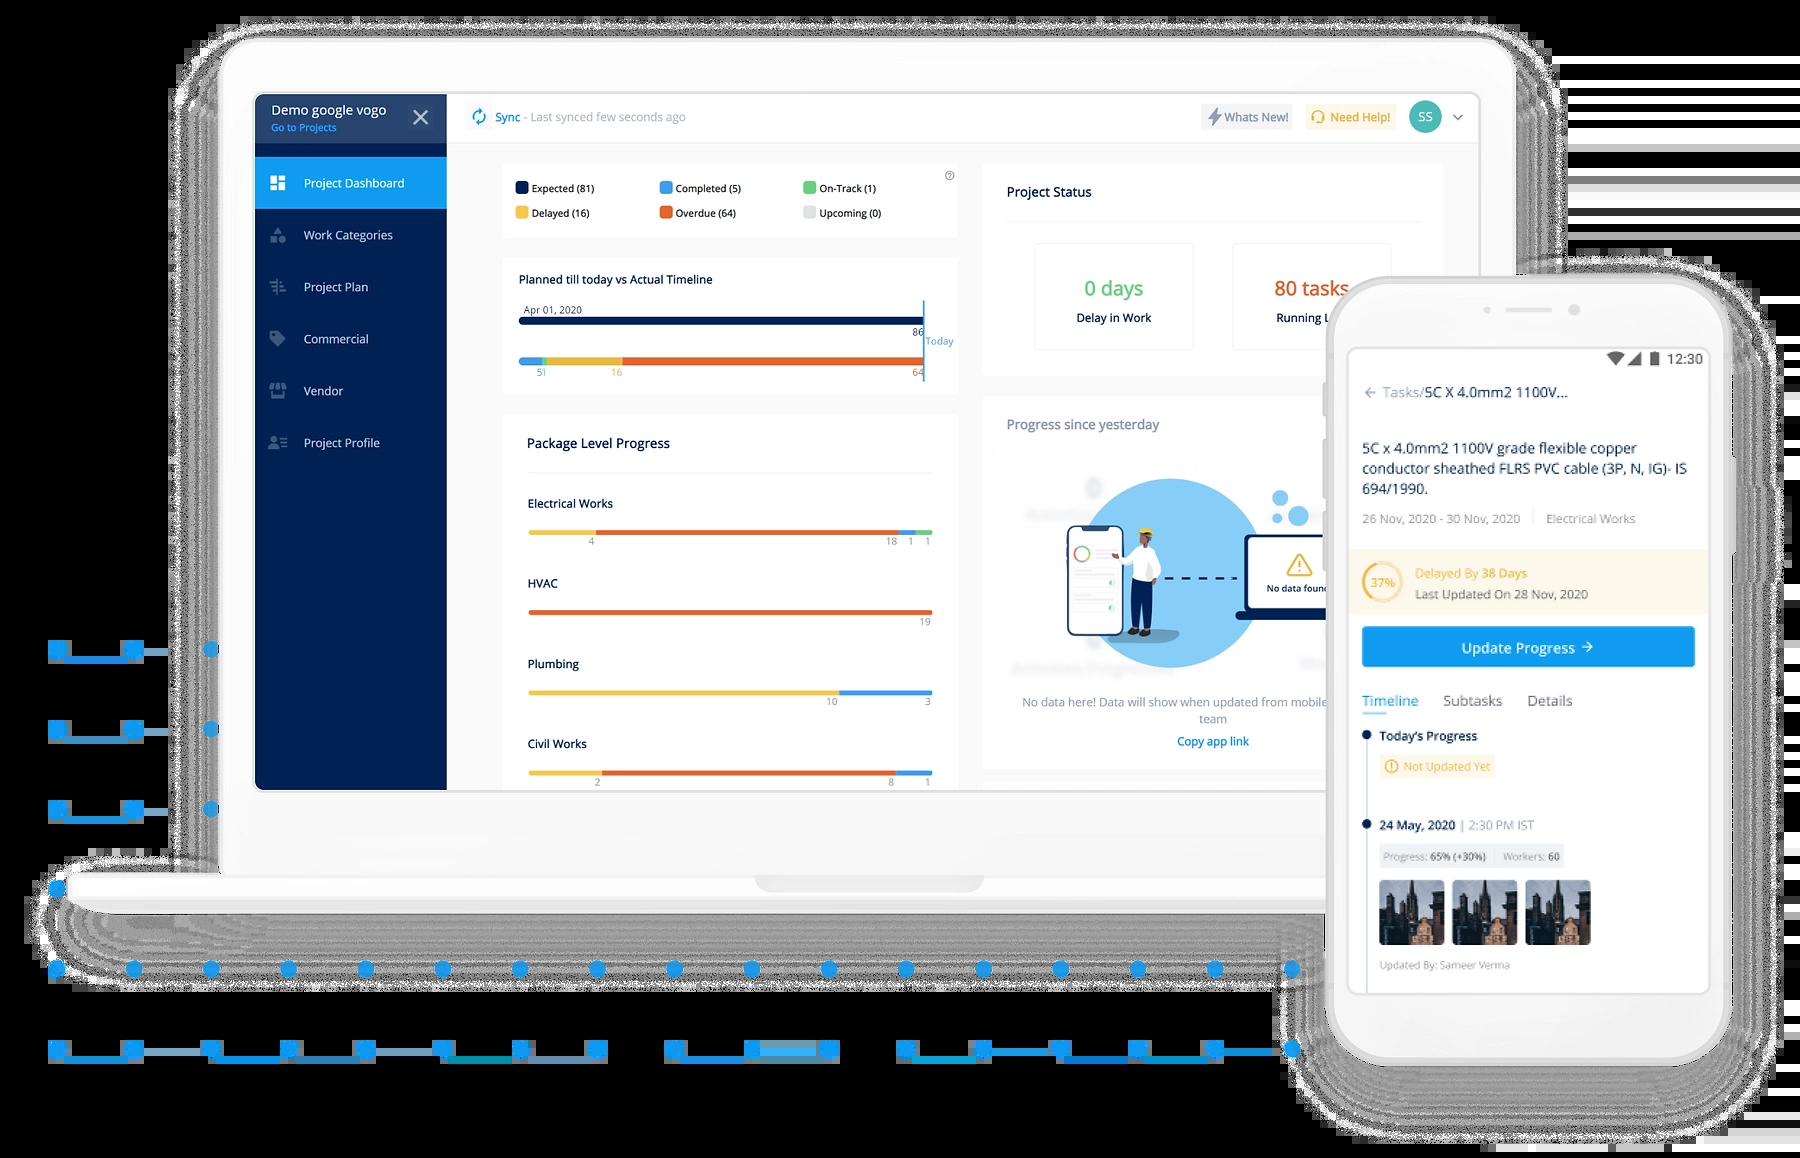 Demo google vogo
Go to Projects
Project Dashboard
Work Categories
Project Plan
Commercial
Vendor
Project Profile
Sync - Last synced few seconds ago
Whats New!
Need Help!
SS
Expected (81)
Completed (5)
On-Track (1)
Delayed (16)
Overdue (64)
Upcoming (0)
Planned till today vs Actual Timeline
Apr 01, 2020
86
Today
51
16
64
Package Level Progress
Electrical Works
4
18
1
1
HVAC
19
Plumbing
10
3
Civil Works
2
8
1
Project Status
0 days
Delay in Work
80 tasks
Running L
Progress since yesterday
No data found
No data here! Data will show when updated from mobile
team
Copy app link
12:30
Tasks/5C X 4.0mm2 1100V...
5C x 4.0mm2 1100V grade flexible copper
conductor sheathed FLRS PVC cable (3P, N, IG)- IS
694/1990.
26 Nov, 2020 - 30 Nov, 2020
Electrical Works
37%
Delayed By 38 Days
Last Updated On 28 Nov, 2020
Update Progress →
Timeline
Subtasks
Details
Today's Progress
Not Updated Yet
24 May, 2020 | 2:30 PM IST
Progress: 65% (+30%)
Workers: 60
Updated By: Sameer Verma